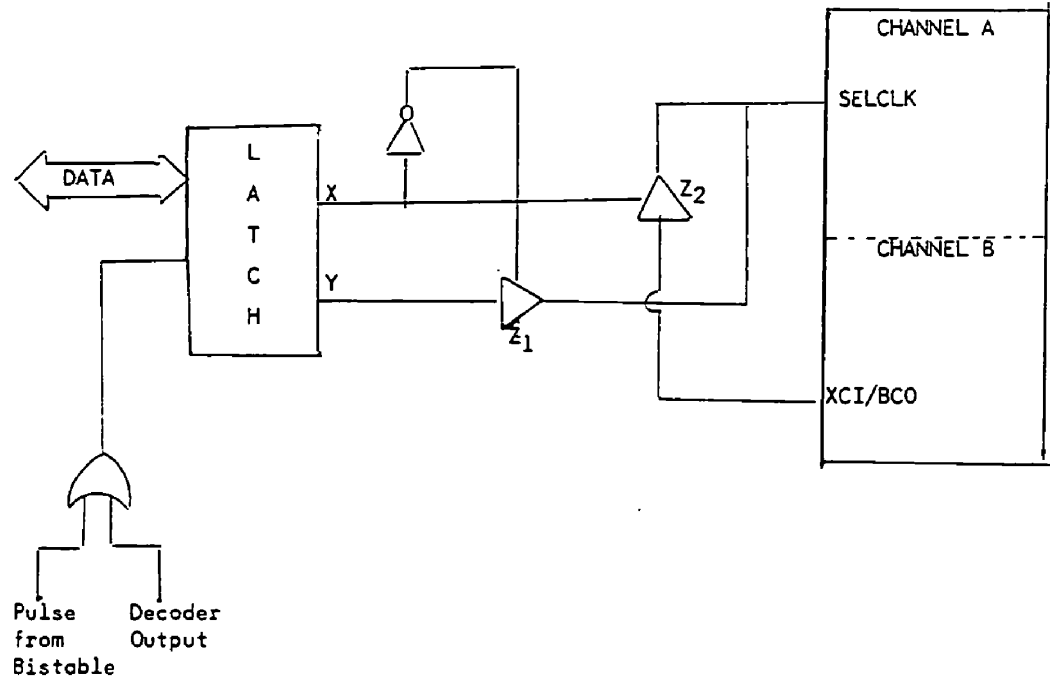 CHANNEL A
SELCLK
DATA
L
A
T
C
H
X
Z2
CHANNEL B
Y
Z1
XCI/BCO
Pulse
from
Bistable
Decoder
Output